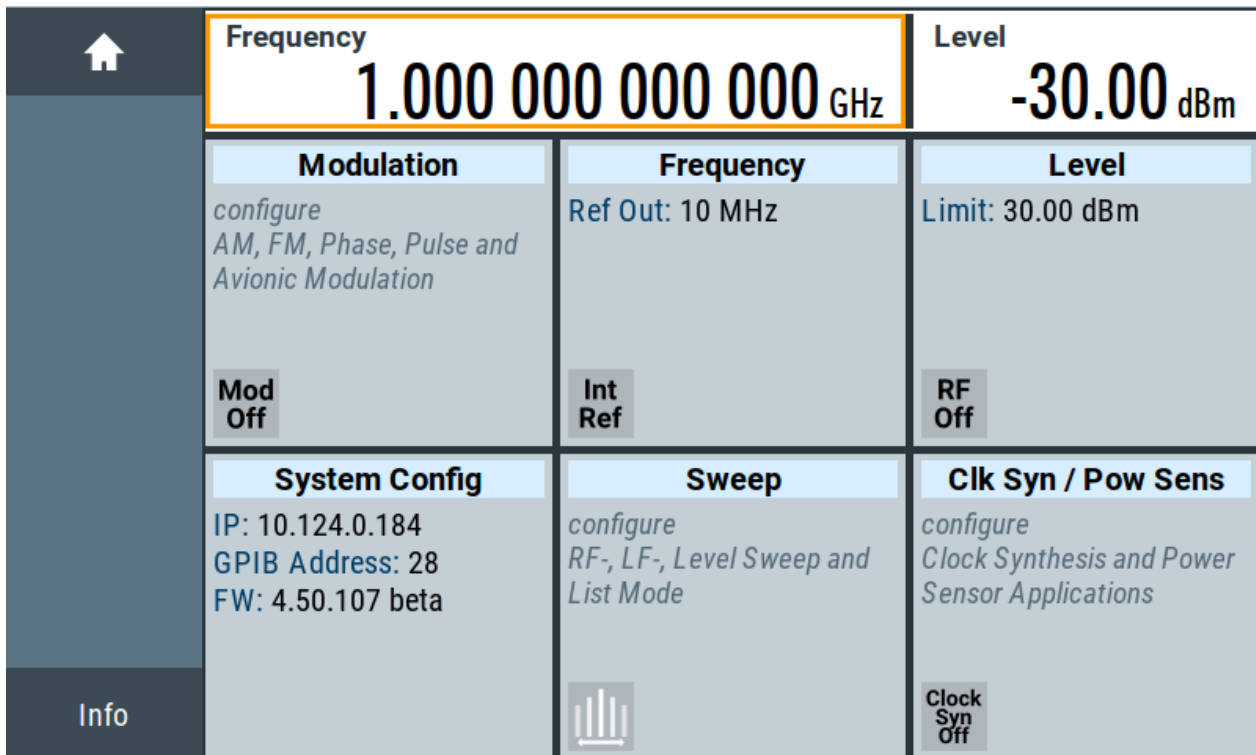 Frequency
1.000 000 000 000 GHz
Level
-30.00 dBm
Modulation
configure
AM, FM, Phase, Pulse and
Avionic Modulation
Mod
Off
Frequency
Ref Out: 10 MHz
Int
Ref
Level
Limit: 30.00 dBm
RF
Off
System Config
IP: 10.124.0.184
GPIB Address: 28
FW: 4.50.107 beta
Sweep
configure
RF-, LF-, Level Sweep and
List Mode
Clk Syn / Pow Sens
configure
Clock Synthesis and Power
Sensor Applications
Clock
Syn
Off
Info